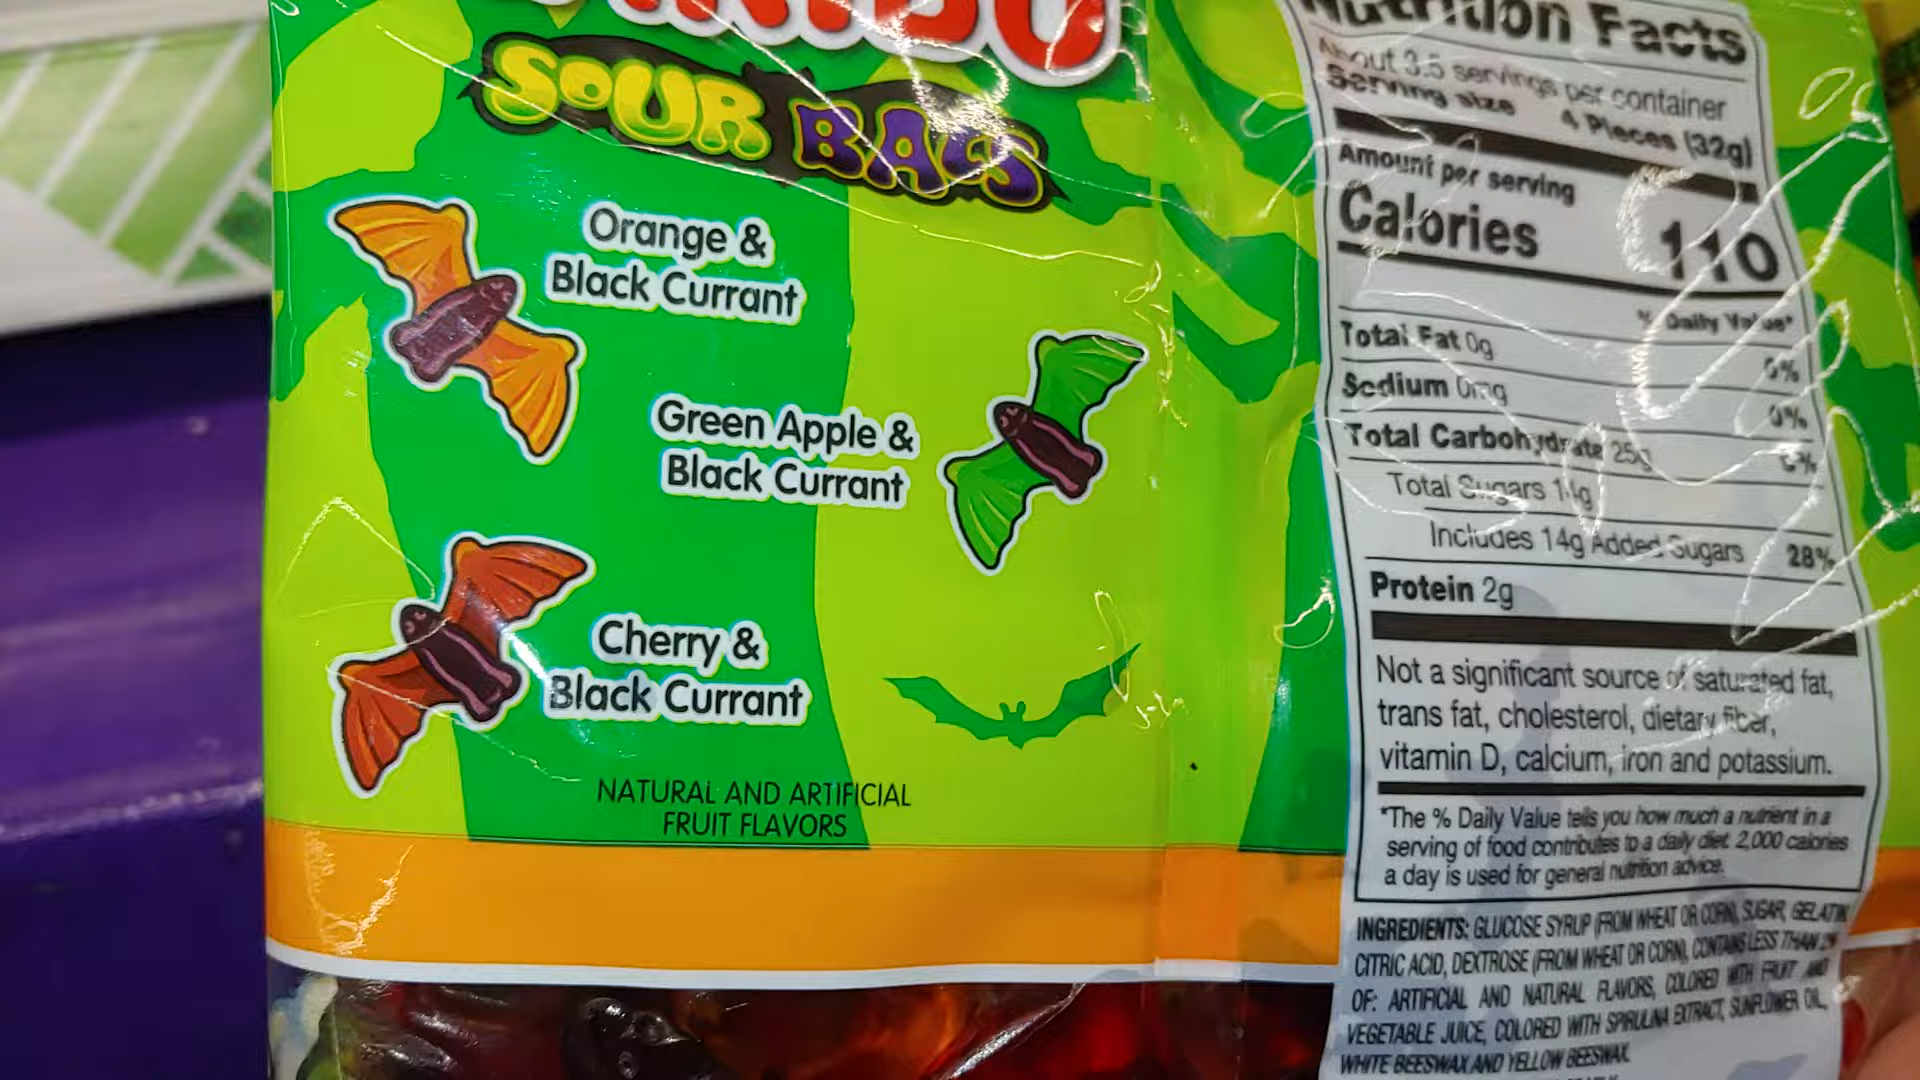 SOUR BATS
Orange &
Black Currant
Green Apple &
Black Currant
Cherry &
Black Currant
NATURAL AND ARTIFICIAL
FRUIT FLAVORS
Nutrition Facts
About 3.5 servings per container
Serving size 4 Pieces (32g)
Amount per serving
Calories 110
% Daily Value*
Total Fat 0g 0%
Sodium 0mg 0%
Total Carbohydrate 25g
Total Sugars
Includes 14g Added Sugars 28%
Protein 2g
Not a significant source of saturated fat,
trans fat, cholesterol, dietary fiber,
vitamin D, calcium, iron and potassium.
*The % Daily Value tells you how much a nutrient in a
serving of food contributes to a daily diet. 2,000 calories
a day is used for general nutrition advice.
INGREDIENTS: GLUCOSE SYRUP (FROM WHEAT OR CORN), SUGAR, GELATIN
CITRIC ACID, DEXTROSE (FROM WHEAT OR CORN), CONTAINS LESS THAN
OF: ARTIFICIAL AND NATURAL FLAVORS, COLORED WITH FRUIT AND
VEGETABLE JUICE, COLORED WITH SPIRULINA EXTRACT, SUNFLOWER OIL,
WHITE BEESWAX AND YELLOW BEESWAX.